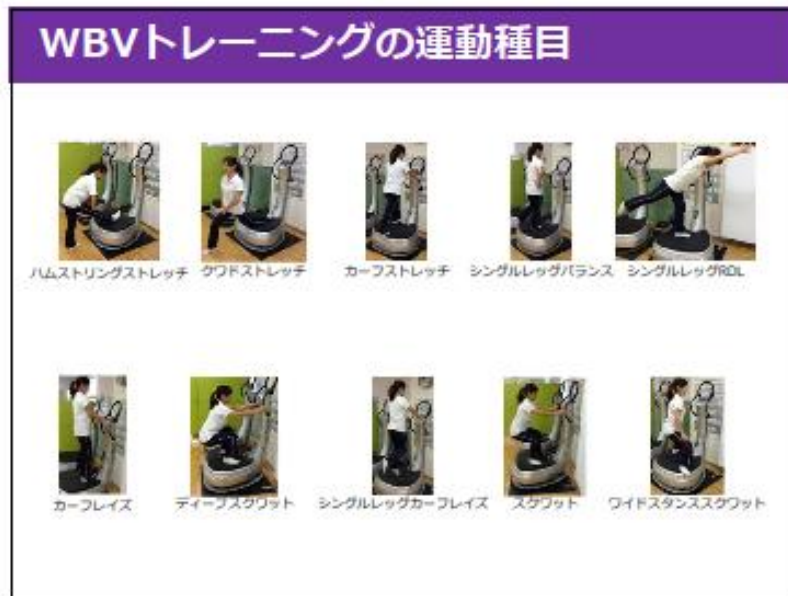 WBVトレーニングの運動種目
ハムストリングストレッチ
クワドストレッチ
カーフストレッチ
シングルレッグバランス
シングルレッグRDL
カーフレイズ
ディープスクワット
シングルレッグカーフレイズ
スクワット
ワイドスタンススクワット